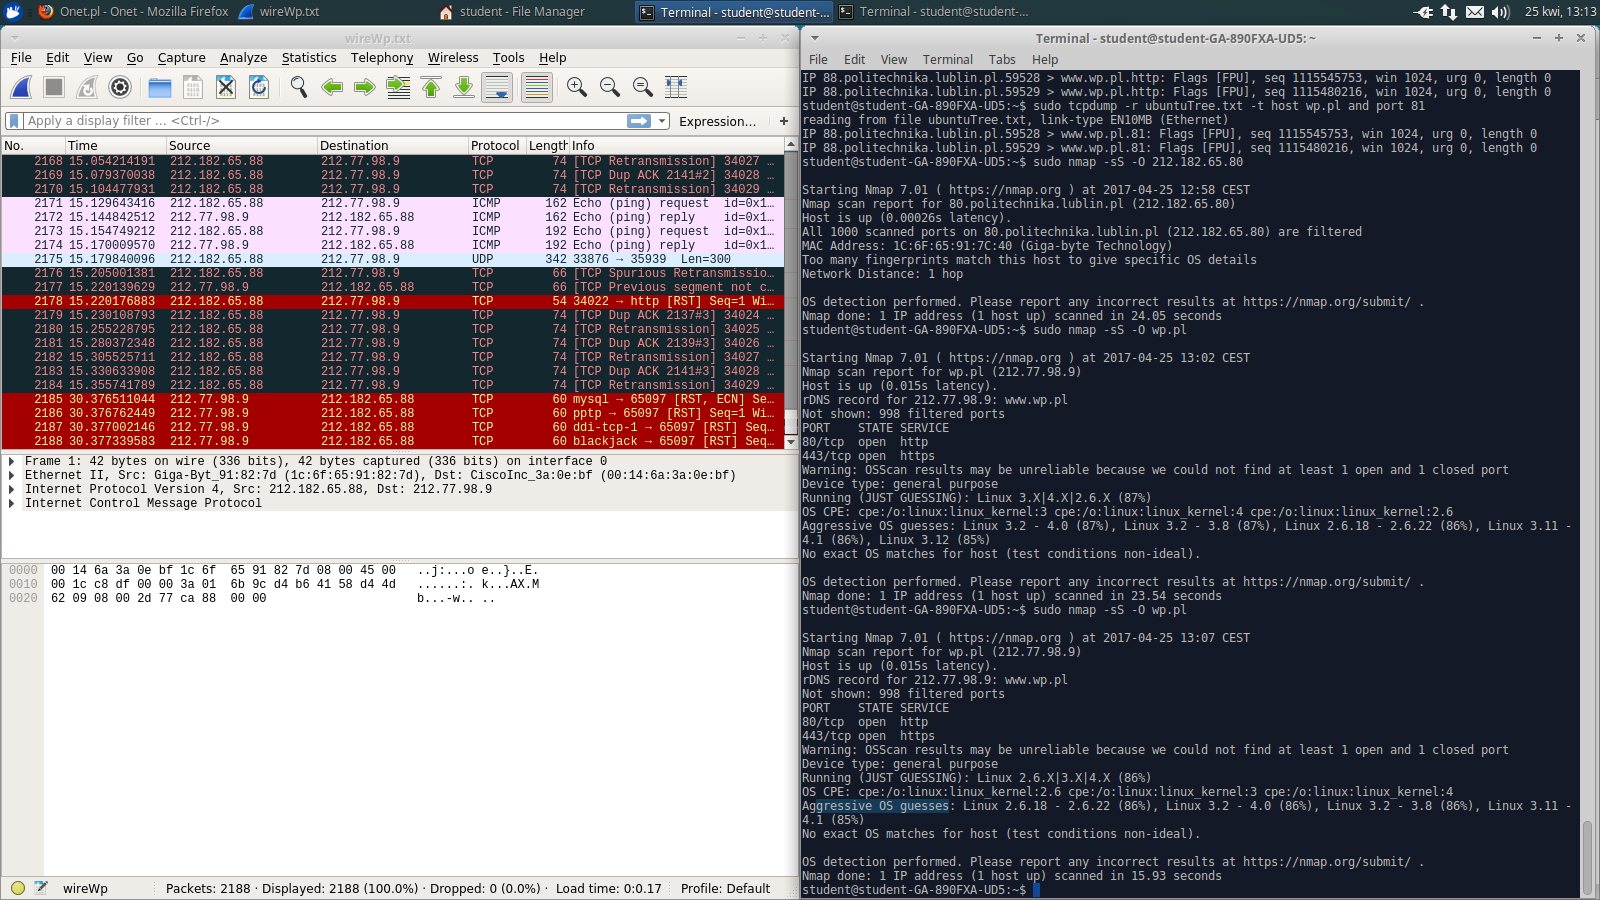 Onet.pl - Onet - Mozilla Firefox
wireWp.txt
student - File Manager
Terminal - student@student-...
Terminal - student@student-...
25 kwi, 13:13
wireWp.txt
File Edit View Go Capture Analyze Statistics Telephony Wireless Tools Help
Apply a display filter ... <Ctrl-/>
Expression... +
No. Time Source Destination Protocol Length Info
2168 15.054214191 212.182.65.88 212.77.98.9 TCP 74 [TCP Retransmission] 34027 …
2169 15.079370038 212.182.65.88 212.77.98.9 TCP 74 [TCP Dup ACK 2141#2] 34028 …
2170 15.104477931 212.182.65.88 212.77.98.9 TCP 74 [TCP Retransmission] 34029 …
2171 15.129643416 212.182.65.88 212.77.98.9 ICMP 162 Echo (ping) request id=0x1…
2172 15.144842512 212.77.98.9 212.182.65.88 ICMP 162 Echo (ping) reply id=0x1…
2173 15.154749212 212.182.65.88 212.77.98.9 ICMP 192 Echo (ping) request id=0x1…
2174 15.170009570 212.77.98.9 212.182.65.88 ICMP 192 Echo (ping) reply id=0x1…
2175 15.179840096 212.182.65.88 212.77.98.9 UDP 342 33876 → 35939 Len=300
2176 15.205001381 212.182.65.88 212.77.98.9 TCP 66 [TCP Spurious Retransmissio…
2177 15.220139629 212.77.98.9 212.182.65.88 TCP 66 [TCP Previous segment not c…
2178 15.220176883 212.182.65.88 212.77.98.9 TCP 54 34022 → http [RST] Seq=1 Wi…
2179 15.230108793 212.182.65.88 212.77.98.9 TCP 74 [TCP Dup ACK 2137#3] 34024 …
2180 15.255228795 212.182.65.88 212.77.98.9 TCP 74 [TCP Retransmission] 34025 …
2181 15.280372348 212.182.65.88 212.77.98.9 TCP 74 [TCP Dup ACK 2139#3] 34026 …
2182 15.305525711 212.182.65.88 212.77.98.9 TCP 74 [TCP Retransmission] 34027 …
2183 15.330633908 212.182.65.88 212.77.98.9 TCP 74 [TCP Dup ACK 2141#3] 34028 …
2184 15.355741789 212.182.65.88 212.77.98.9 TCP 74 [TCP Retransmission] 34029 …
2185 30.376511044 212.77.98.9 212.182.65.88 TCP 60 mysql → 65097 [RST, ECN] Se…
2186 30.376762449 212.77.98.9 212.182.65.88 TCP 60 pptp → 65097 [RST] Seq=1 Wi…
2187 30.377002146 212.77.98.9 212.182.65.88 TCP 60 ddi-tcp-1 → 65097 [RST] Seq…
2188 30.377339583 212.77.98.9 212.182.65.88 TCP 60 blackjack → 65097 [RST] Seq…
Frame 1: 42 bytes on wire (336 bits), 42 bytes captured (336 bits) on interface 0
Ethernet II, Src: Giga-Byt_91:82:7d (1c:6f:65:91:82:7d), Dst: CiscoInc_3a:0e:bf (00:14:6a:3a:0e:bf)
Internet Protocol Version 4, Src: 212.182.65.88, Dst: 212.77.98.9
Internet Control Message Protocol
0000 00 14 6a 3a 0e bf 1c 6f 65 91 82 7d 08 00 45 00 ..j:...o e..}..E.
0010 00 1c c8 df 00 00 3a 01 6b 9c d4 b6 41 58 d4 4d ......:. k...AX.M
0020 62 09 08 00 2d 77 ca 88 00 00 b...-w.. ..
wireWp
Packets: 2188 · Displayed: 2188 (100.0%) · Dropped: 0 (0.0%) · Load time: 0:0.17
Profile: Default
Terminal - student@student-GA-890FXA-UD5: ~
File Edit View Terminal Tabs Help
IP 88.politechnika.lublin.pl.59528 > www.wp.pl.http: Flags [FPU], seq 1115545753, win 1024, urg 0, length 0
IP 88.politechnika.lublin.pl.59529 > www.wp.pl.http: Flags [FPU], seq 1115480216, win 1024, urg 0, length 0
student@student-GA-890FXA-UD5:~$ sudo tcpdump -r ubuntuTree.txt -t host wp.pl and port 81
reading from file ubuntuTree.txt, link-type EN10MB (Ethernet)
IP 88.politechnika.lublin.pl.59528 > www.wp.pl.81: Flags [FPU], seq 1115545753, win 1024, urg 0, length 0
IP 88.politechnika.lublin.pl.59529 > www.wp.pl.81: Flags [FPU], seq 1115480216, win 1024, urg 0, length 0
student@student-GA-890FXA-UD5:~$ sudo nmap -sS -O 212.182.65.80
Starting Nmap 7.01 ( https://nmap.org ) at 2017-04-25 12:58 CEST
Nmap scan report for 80.politechnika.lublin.pl (212.182.65.80)
Host is up (0.00026s latency).
All 1000 scanned ports on 80.politechnika.lublin.pl (212.182.65.80) are filtered
MAC Address: 1C:6F:65:91:7C:40 (Giga-byte Technology)
Too many fingerprints match this host to give specific OS details
Network Distance: 1 hop
OS detection performed. Please report any incorrect results at https://nmap.org/submit/ .
Nmap done: 1 IP address (1 host up) scanned in 24.05 seconds
student@student-GA-890FXA-UD5:~$ sudo nmap -sS -O wp.pl
Starting Nmap 7.01 ( https://nmap.org ) at 2017-04-25 13:02 CEST
Nmap scan report for wp.pl (212.77.98.9)
Host is up (0.015s latency).
rDNS record for 212.77.98.9: www.wp.pl
Not shown: 998 filtered ports
PORT STATE SERVICE
80/tcp open http
443/tcp open https
Warning: OSScan results may be unreliable because we could not find at least 1 open and 1 closed port
Device type: general purpose
Running (JUST GUESSING): Linux 3.X|4.X|2.6.X (87%)
OS CPE: cpe:/o:linux:linux_kernel:3 cpe:/o:linux:linux_kernel:4 cpe:/o:linux:linux_kernel:2.6
Aggressive OS guesses: Linux 3.2 - 4.0 (87%), Linux 3.2 - 3.8 (87%), Linux 2.6.18 - 2.6.22 (86%), Linux 3.11 -
4.1 (86%), Linux 3.12 (85%)
No exact OS matches for host (test conditions non-ideal).
OS detection performed. Please report any incorrect results at https://nmap.org/submit/ .
Nmap done: 1 IP address (1 host up) scanned in 23.54 seconds
student@student-GA-890FXA-UD5:~$ sudo nmap -sS -O wp.pl
Starting Nmap 7.01 ( https://nmap.org ) at 2017-04-25 13:07 CEST
Nmap scan report for wp.pl (212.77.98.9)
Host is up (0.015s latency).
rDNS record for 212.77.98.9: www.wp.pl
Not shown: 998 filtered ports
PORT STATE SERVICE
80/tcp open http
443/tcp open https
Warning: OSScan results may be unreliable because we could not find at least 1 open and 1 closed port
Device type: general purpose
Running (JUST GUESSING): Linux 2.6.X|3.X|4.X (86%)
OS CPE: cpe:/o:linux:linux_kernel:2.6 cpe:/o:linux:linux_kernel:3 cpe:/o:linux:linux_kernel:4
Aggressive OS guesses: Linux 2.6.18 - 2.6.22 (86%), Linux 3.2 - 4.0 (86%), Linux 3.2 - 3.8 (86%), Linux 3.11 -
4.1 (85%)
No exact OS matches for host (test conditions non-ideal).
OS detection performed. Please report any incorrect results at https://nmap.org/submit/ .
Nmap done: 1 IP address (1 host up) scanned in 15.93 seconds
student@student-GA-890FXA-UD5:~$